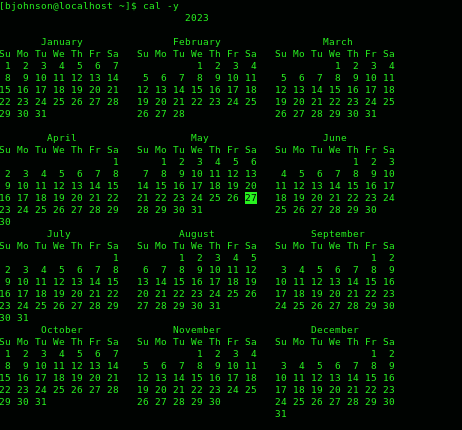 [bjohnson@localhost ~]$ cal -y
                               2023

       January               February                 March
Su Mo Tu We Th Fr Sa   Su Mo Tu We Th Fr Sa   Su Mo Tu We Th Fr Sa
 1  2  3  4  5  6  7             1  2  3  4             1  2  3  4
 8  9 10 11 12 13 14    5  6  7  8  9 10 11    5  6  7  8  9 10 11
15 16 17 18 19 20 21   12 13 14 15 16 17 18   12 13 14 15 16 17 18
22 23 24 25 26 27 28   19 20 21 22 23 24 25   19 20 21 22 23 24 25
29 30 31               26 27 28               26 27 28 29 30 31

        April                   May                   June
Su Mo Tu We Th Fr Sa   Su Mo Tu We Th Fr Sa   Su Mo Tu We Th Fr Sa
                   1       1  2  3  4  5  6                1  2  3
 2  3  4  5  6  7  8    7  8  9 10 11 12 13    4  5  6  7  8  9 10
 9 10 11 12 13 14 15   14 15 16 17 18 19 20   11 12 13 14 15 16 17
16 17 18 19 20 21 22   21 22 23 24 25 26 27   18 19 20 21 22 23 24
23 24 25 26 27 28 29   28 29 30 31            25 26 27 28 29 30
30
        July                 August                September
Su Mo Tu We Th Fr Sa   Su Mo Tu We Th Fr Sa   Su Mo Tu We Th Fr Sa
                   1          1  2  3  4  5                   1  2
 2  3  4  5  6  7  8    6  7  8  9 10 11 12    3  4  5  6  7  8  9
 9 10 11 12 13 14 15   13 14 15 16 17 18 19   10 11 12 13 14 15 16
16 17 18 19 20 21 22   20 21 22 23 24 25 26   17 18 19 20 21 22 23
23 24 25 26 27 28 29   27 28 29 30 31         24 25 26 27 28 29 30
30 31
       October               November               December
Su Mo Tu We Th Fr Sa   Su Mo Tu We Th Fr Sa   Su Mo Tu We Th Fr Sa
 1  2  3  4  5  6  7             1  2  3  4                   1  2
 8  9 10 11 12 13 14    5  6  7  8  9 10 11    3  4  5  6  7  8  9
15 16 17 18 19 20 21   12 13 14 15 16 17 18   10 11 12 13 14 15 16
22 23 24 25 26 27 28   19 20 21 22 23 24 25   17 18 19 20 21 22 23
29 30 31               26 27 28 29 30         24 25 26 27 28 29 30
                                              31